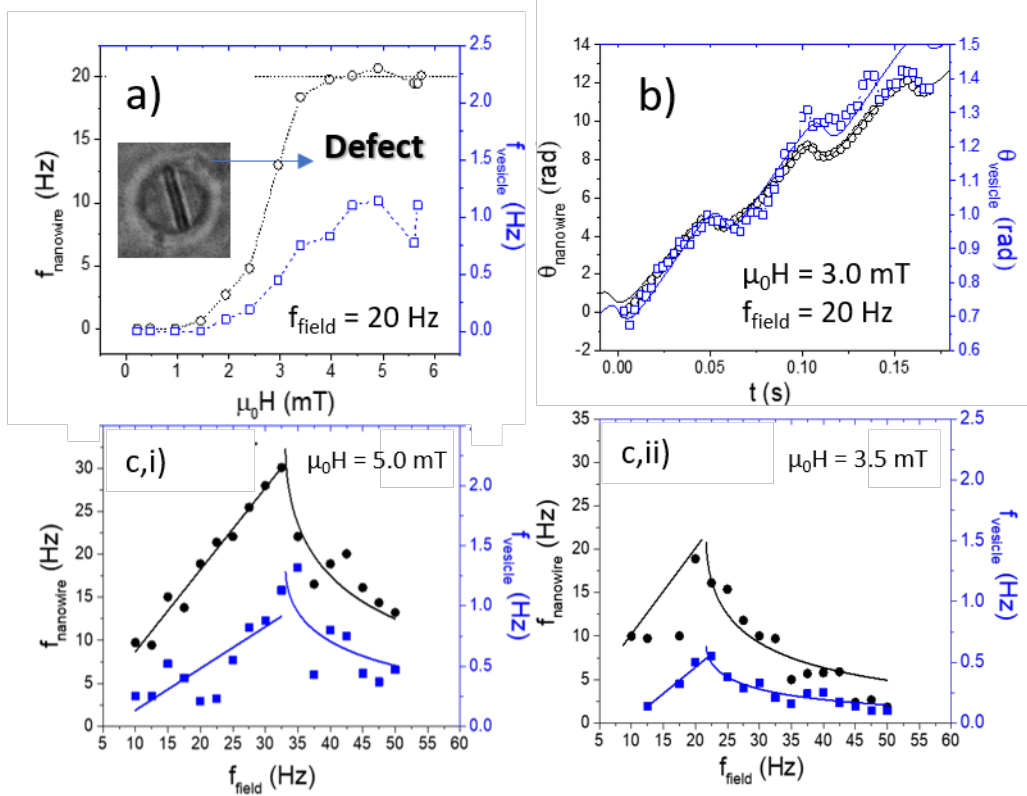 a)
Defect
f_field = 20 Hz
f_nanowire (Hz)
20
15
10
5
0
2.5
2.0
1.5
1.0
0.5
0.0
f_vesicle (Hz)
0 1 2 3 4 5 6
μ₀H (mT)
b)
μ₀H = 3.0 mT
f_field = 20 Hz
θ_nanowire (rad)
14
12
10
8
6
4
2
0
-2
1.5
1.4
1.3
1.2
1.1
1.0
0.9
0.8
0.7
0.6
θ_vesicle (rad)
0.00 0.05 0.10 0.15
t (s)
c,i)
μ₀H = 5.0 mT
f_nanowire (Hz)
30
25
20
15
10
5
0
2.0
1.5
1.0
0.5
0.0
f_vesicle (Hz)
5 10 15 20 25 30 35 40 45 50 55 60
f_field (Hz)
c,ii)
μ₀H = 3.5 mT
f_nanowire (Hz)
35
30
25
20
15
10
5
0
2.5
2.0
1.5
1.0
0.5
0.0
f_vesicle (Hz)
5 10 15 20 25 30 35 40 45 50 55 60
f_field (Hz)